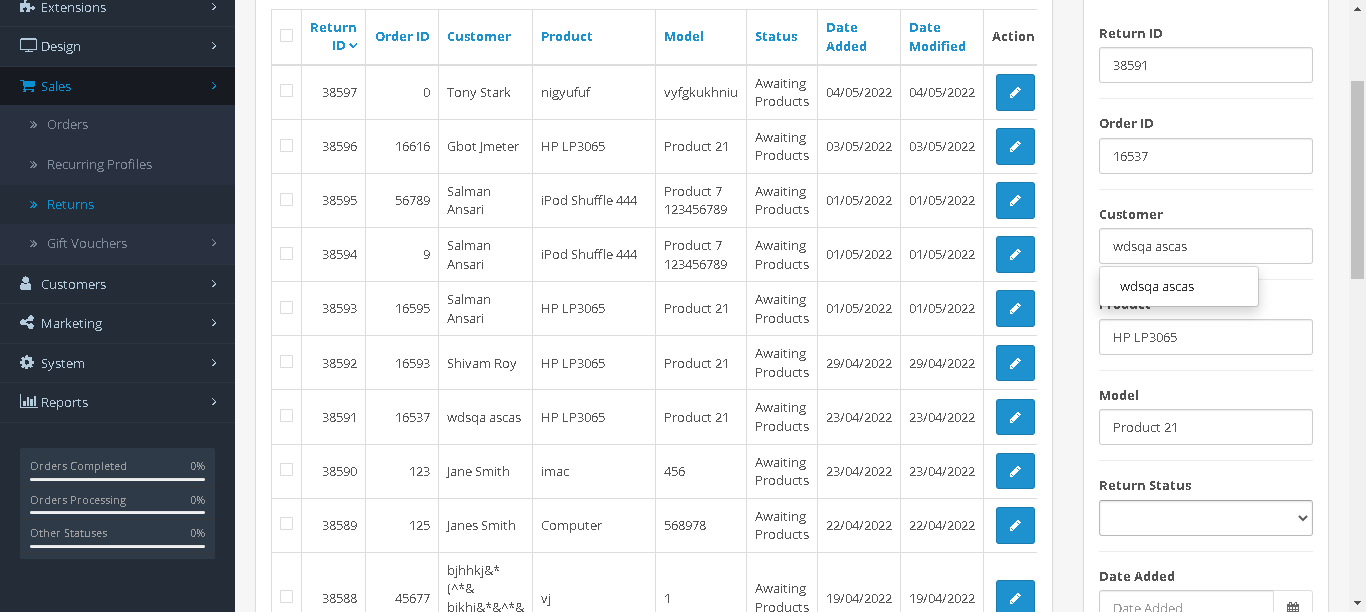 Extensions
Design
Sales
Orders
Recurring Profiles
Returns
Gift Vouchers
Customers
Marketing
System
Reports
Orders Completed 0%
Orders Processing 0%
Other Statuses 0%
Return ID Order ID Customer Product Model Status Date Added Date Modified Action
38597 0 Tony Stark nigyufuf vyfgkukhniu Awaiting Products 04/05/2022 04/05/2022
38596 16616 Gbot Jmeter HP LP3065 Product 21 Awaiting Products 03/05/2022 03/05/2022
38595 56789 Salman Ansari iPod Shuffle 444 Product 7 123456789 Awaiting Products 01/05/2022 01/05/2022
38594 9 Salman Ansari iPod Shuffle 444 Product 7 123456789 Awaiting Products 01/05/2022 01/05/2022
38593 16595 Salman Ansari HP LP3065 Product 21 Awaiting Products 01/05/2022 01/05/2022
38592 16593 Shivam Roy HP LP3065 Product 21 Awaiting Products 29/04/2022 29/04/2022
38591 16537 wdsqa ascas HP LP3065 Product 21 Awaiting Products 23/04/2022 23/04/2022
38590 123 Jane Smith imac 456 Awaiting Products 23/04/2022 23/04/2022
38589 125 Janes Smith Computer 568978 Awaiting Products 22/04/2022 22/04/2022
38588 45677 bjhhkj&* (^*& bjkhj&*&^*& vj 1 Awaiting Products 19/04/2022 19/04/2022
Return ID
38591
Order ID
16537
Customer
wdsqa ascas
wdsqa ascas
Product
HP LP3065
Model
Product 21
Return Status
Date Added
Date Added